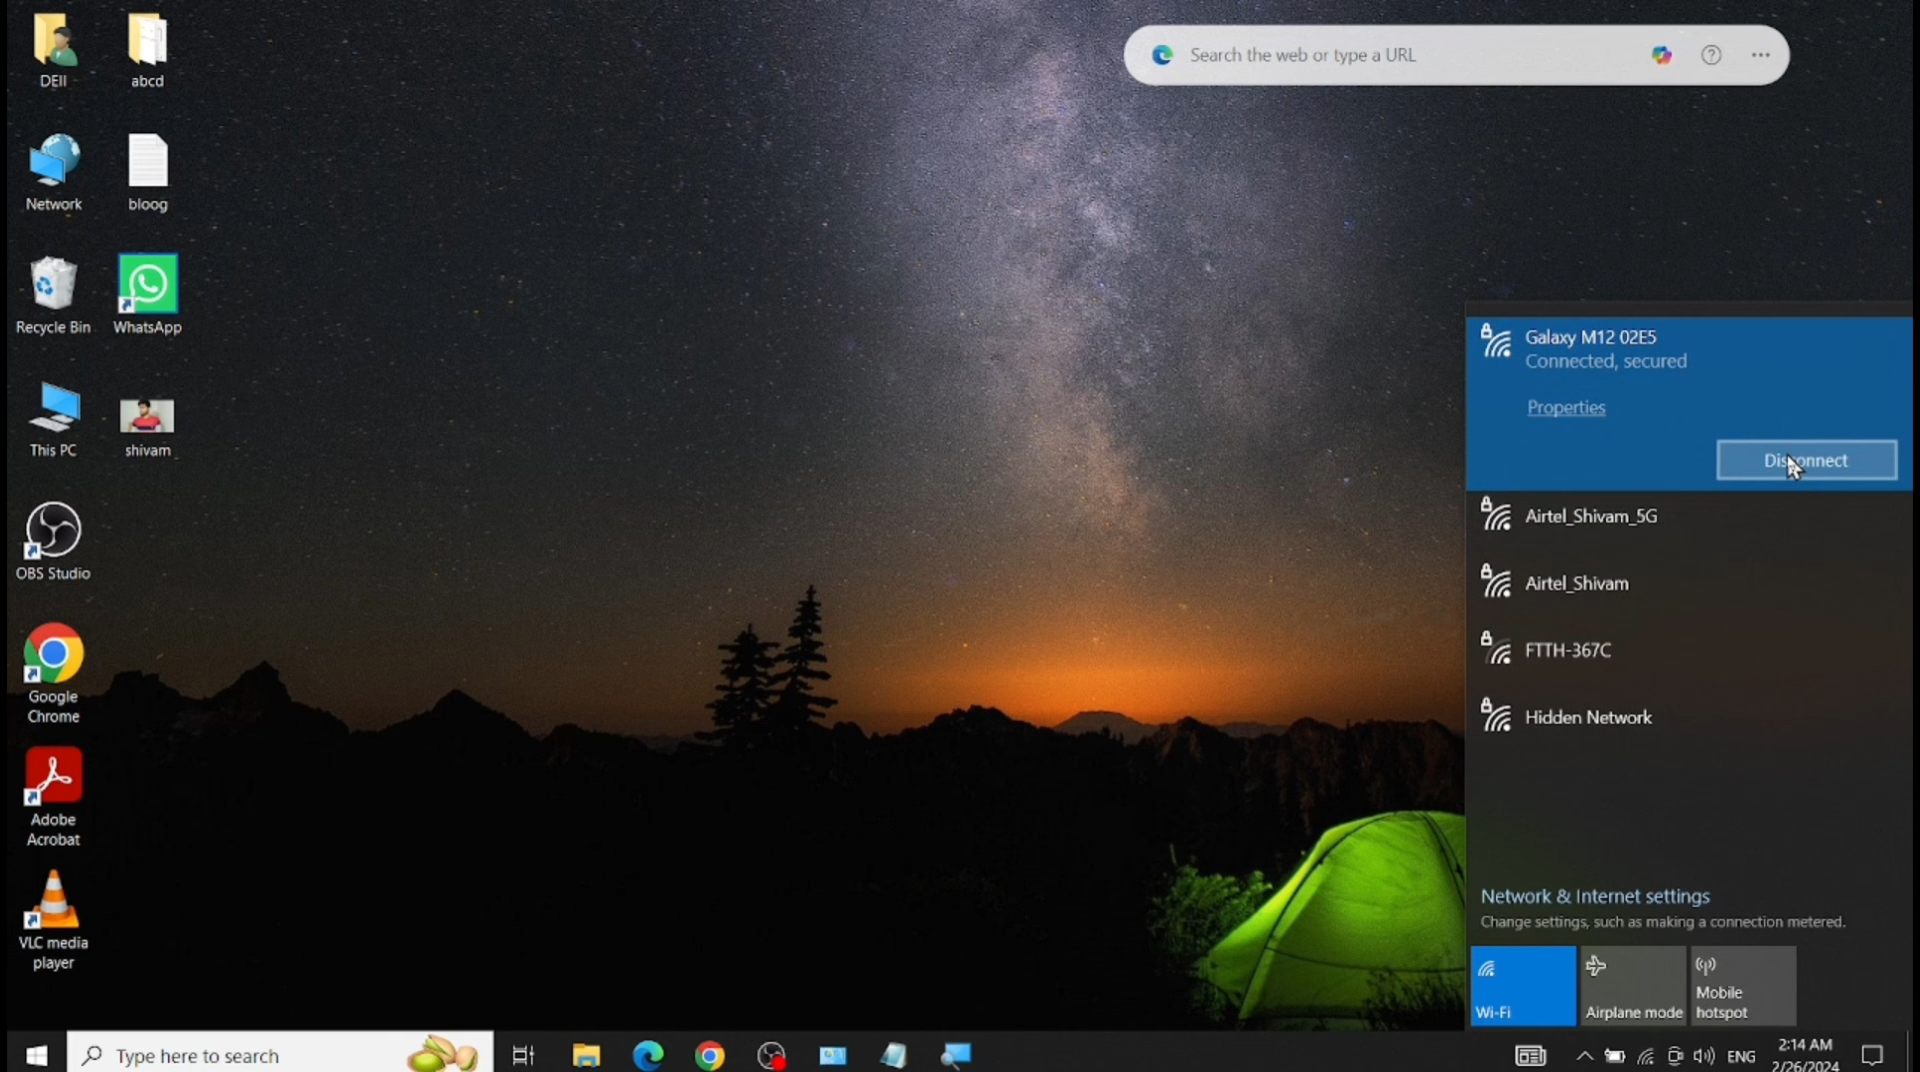 DEll
abcd
Search the web or type a URL
Network
bloog
Recycle Bin
WhatsApp
This PC
shivam
OBS Studio
Google
Chrome
Adobe
Acrobat
VLC media
player
Galaxy M12 02E5
Connected, secured
Properties
Disconnect
Airtel_Shivam_5G
Airtel_Shivam
FTTH-367C
Hidden Network
Network & Internet settings
Change settings, such as making a connection metered.
Wi-Fi
Airplane mode
Mobile
hotspot
Type here to search
ENG
2:14 AM
2/26/2024